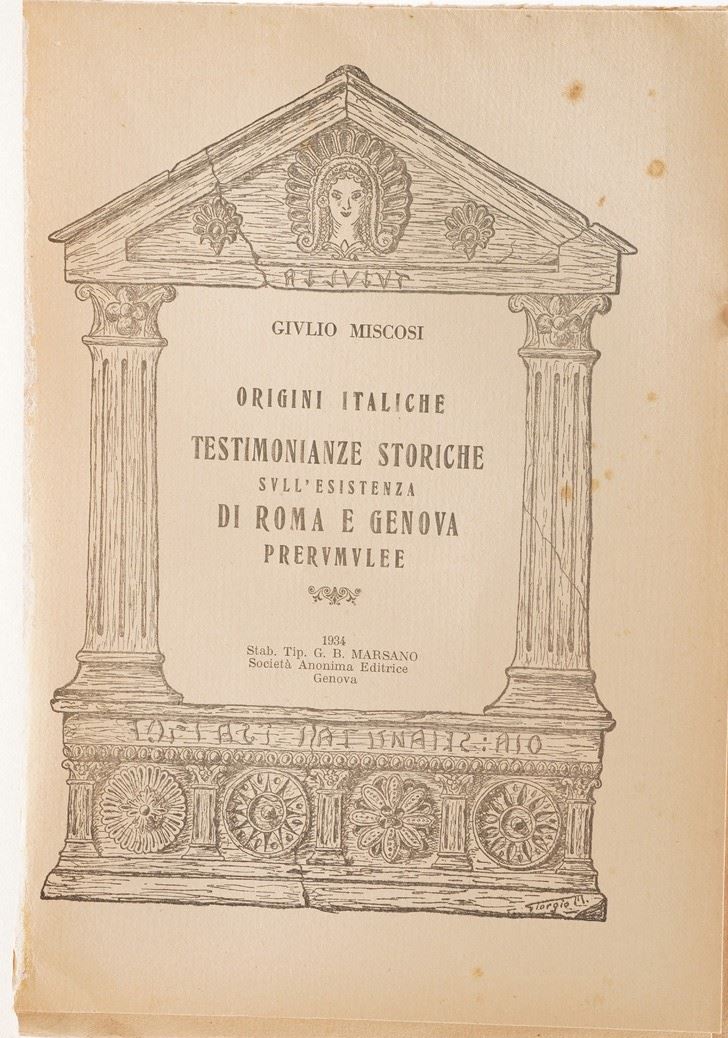 GIVLIO MISCOSI
ORIGINI ITALICHE
TESTIMONIANZE STORICHE
SVLL'ESISTENZA
DI ROMA E GENOVA
PRERVMVLEE
1934
Stab. Tip. G. B. MARSANO
Società Anonima Editrice
Genova
Giorgio M.